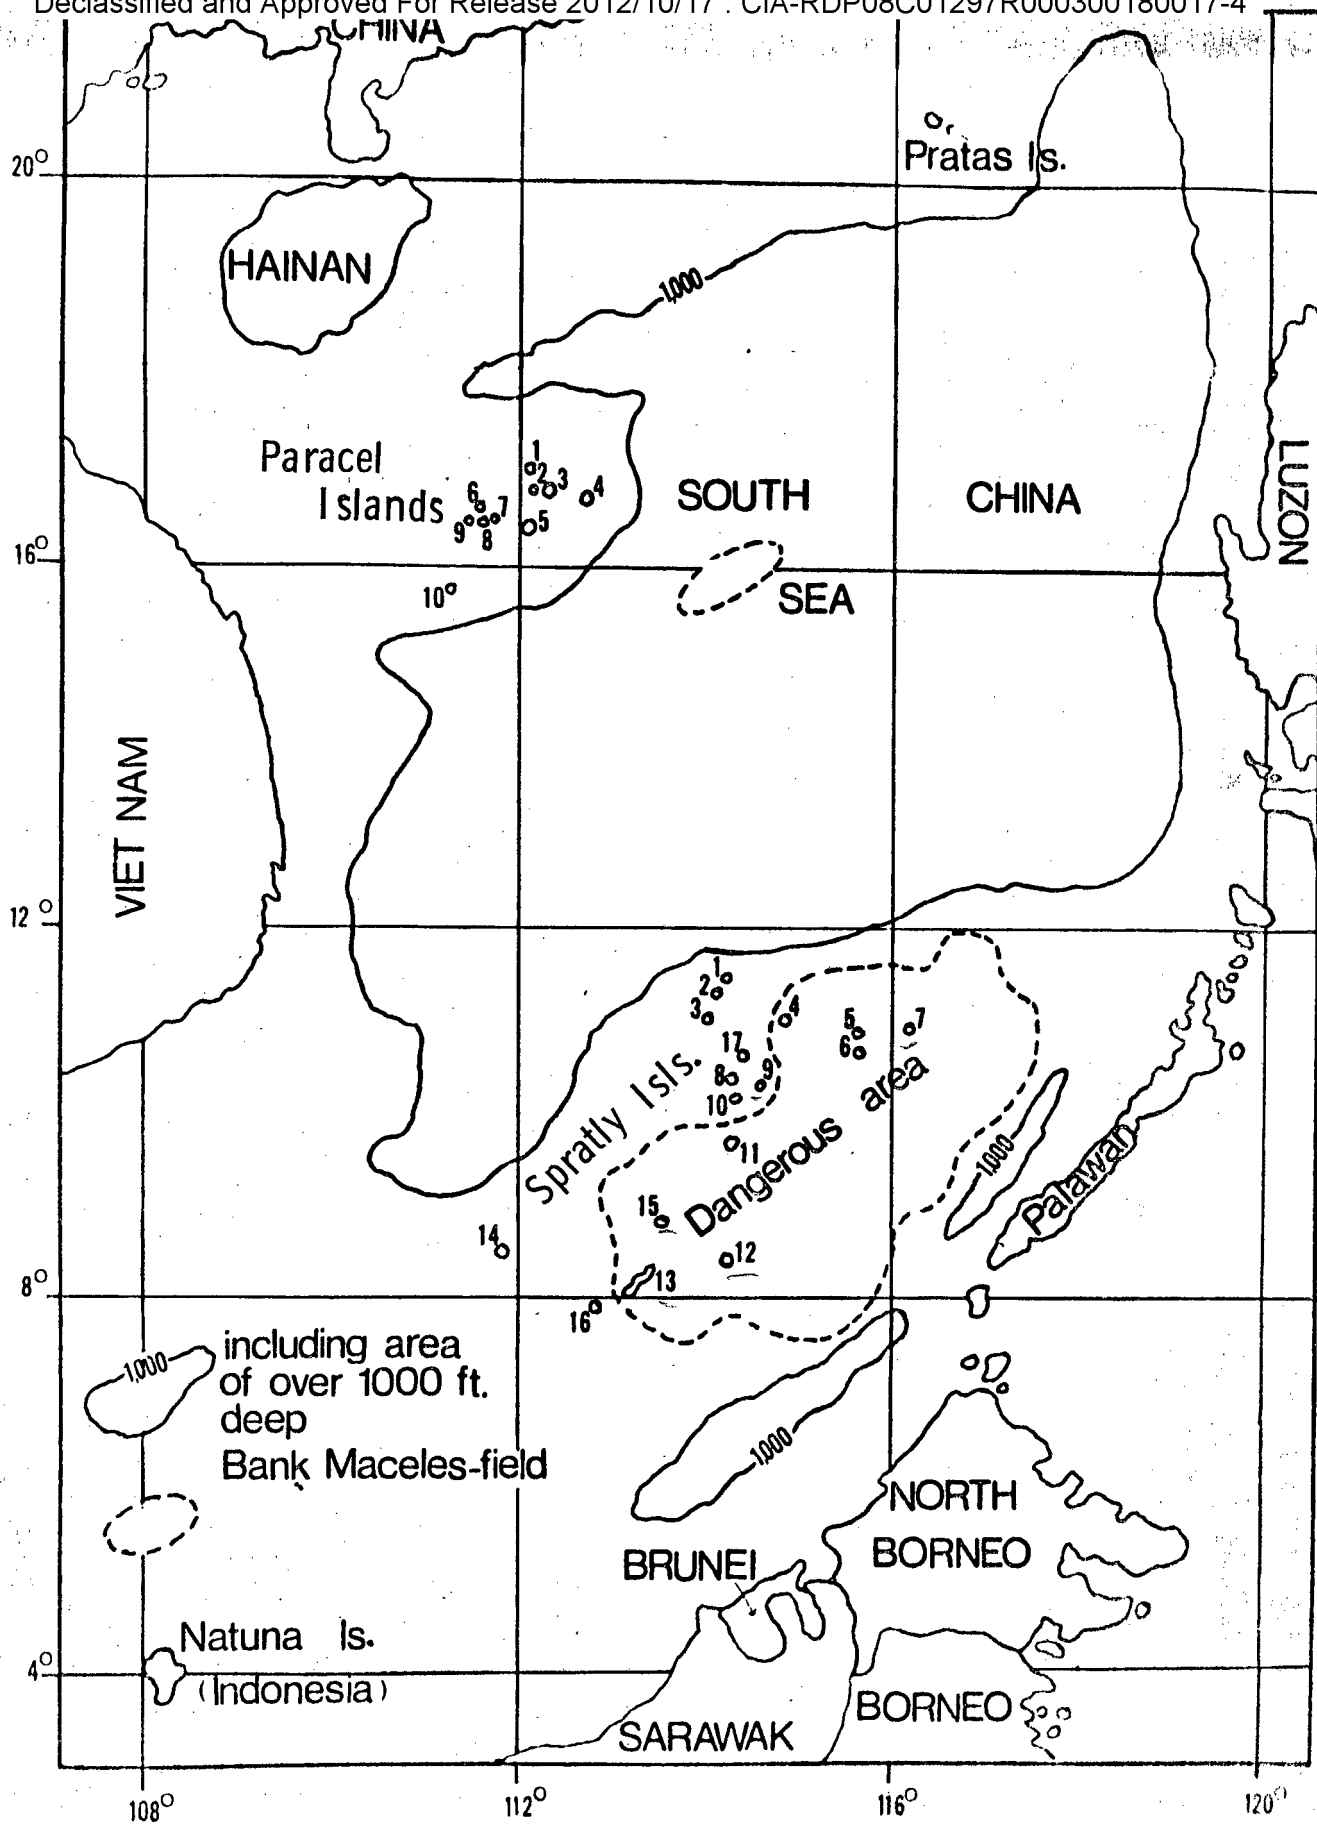 Declassified and Approved For Release 2012/10/17 : CIA-RDP08C01297R000300180017-4
CHINA
Pratas Is.
20°
HAINAN
1,000
Paracel
Islands
1
2
3
4
6
7
5
9
8
SOUTH
CHINA
LUZON
16°
10°
SEA
VIET NAM
12°
1
2
3
4
5
7
17
6
8
9
10
Spratly Isls.
Dangerous area
11
1,000
Palawan
15
14
12
8°
13
16
1,000
including area
of over 1000 ft.
deep
Bank Maceles-field
1,000
NORTH
BORNEO
BRUNEI
Natuna Is.
4°
(Indonesia)
BORNEO
SARAWAK
108°
112°
116°
120°